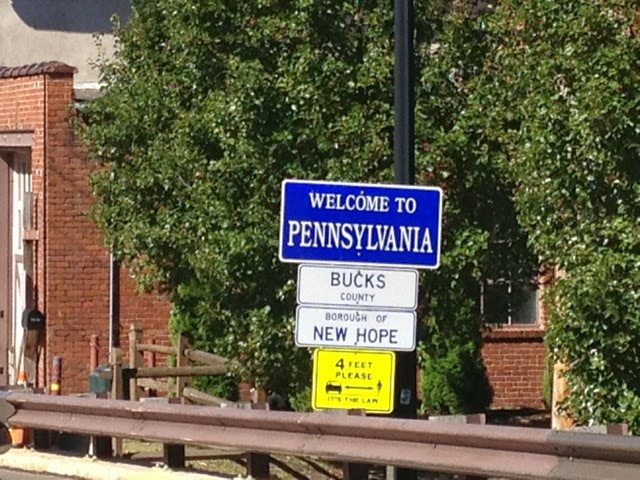 WELCOME TO
PENNSYLVANIA
BUCKS
COUNTY
BOROUGH OF
NEW HOPE
4 FEET
PLEASE
IT'S THE LAW